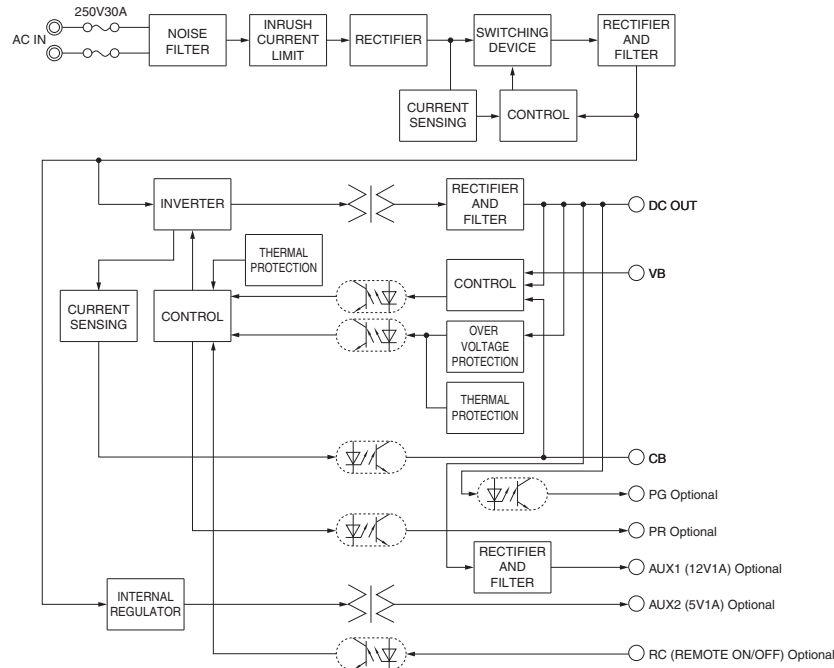 250V30A
AC IN
NOISE
FILTER
INRUSH
CURRENT
LIMIT
RECTIFIER
SWITCHING
DEVICE
RECTIFIER
AND
FILTER
CURRENT
SENSING
CONTROL
INVERTER
RECTIFIER
AND
FILTER
DC OUT
THERMAL
PROTECTION
CONTROL
VB
CURRENT
SENSING
CONTROL
OVER
VOLTAGE
PROTECTION
THERMAL
PROTECTION
CB
PG Optional
PR Optional
RECTIFIER
AND
FILTER
AUX1 (12V1A) Optional
INTERNAL
REGULATOR
AUX2 (5V1A) Optional
RC (REMOTE ON/OFF) Optional